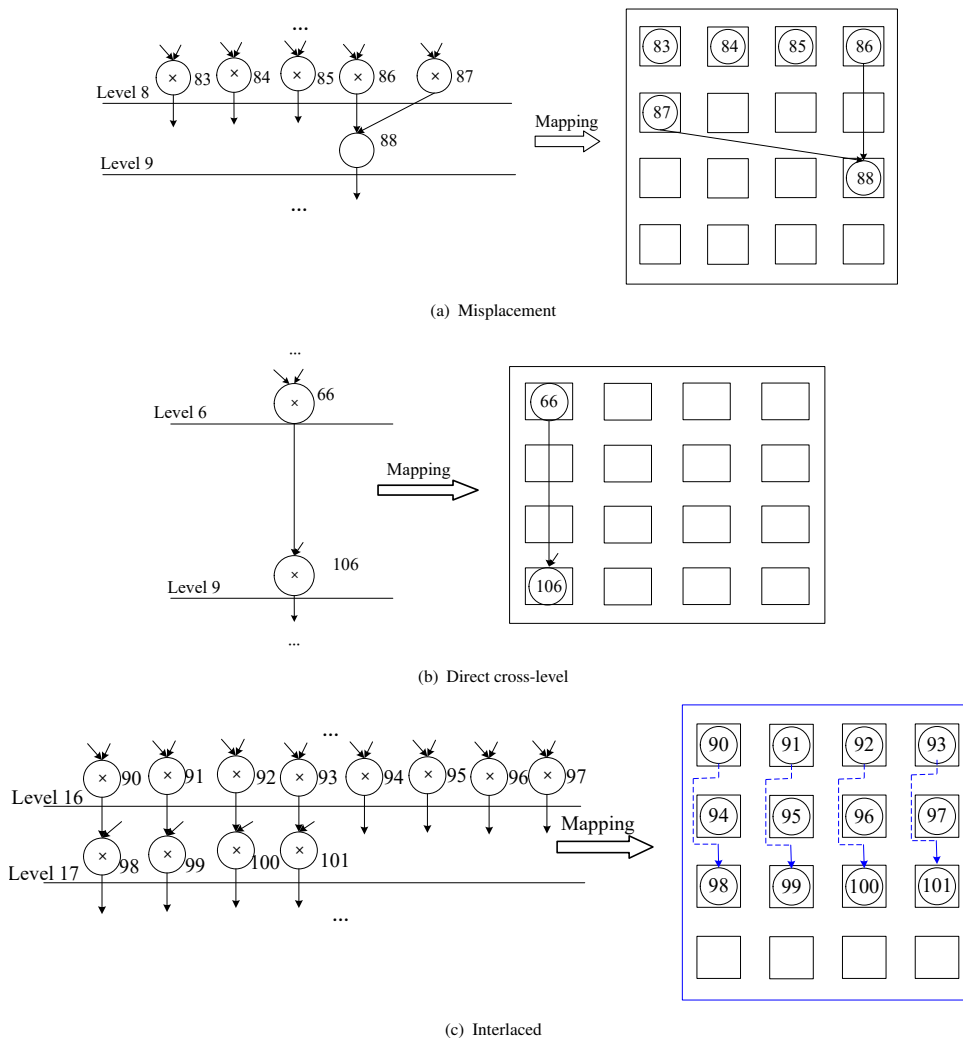 ...
83 84 85 86 87
Level 8
88
Level 9
...
Mapping
83 84 85 86
87
88
(a) Misplacement
...
66
Level 6
106
Level 9
...
Mapping
66
106
(b) Direct cross-level
...
90 91 92 93 94 95 96 97
Level 16
98 99 100 101
Level 17
...
Mapping
90 91 92 93
94 95 96 97
98 99 100 101
(c) Interlaced